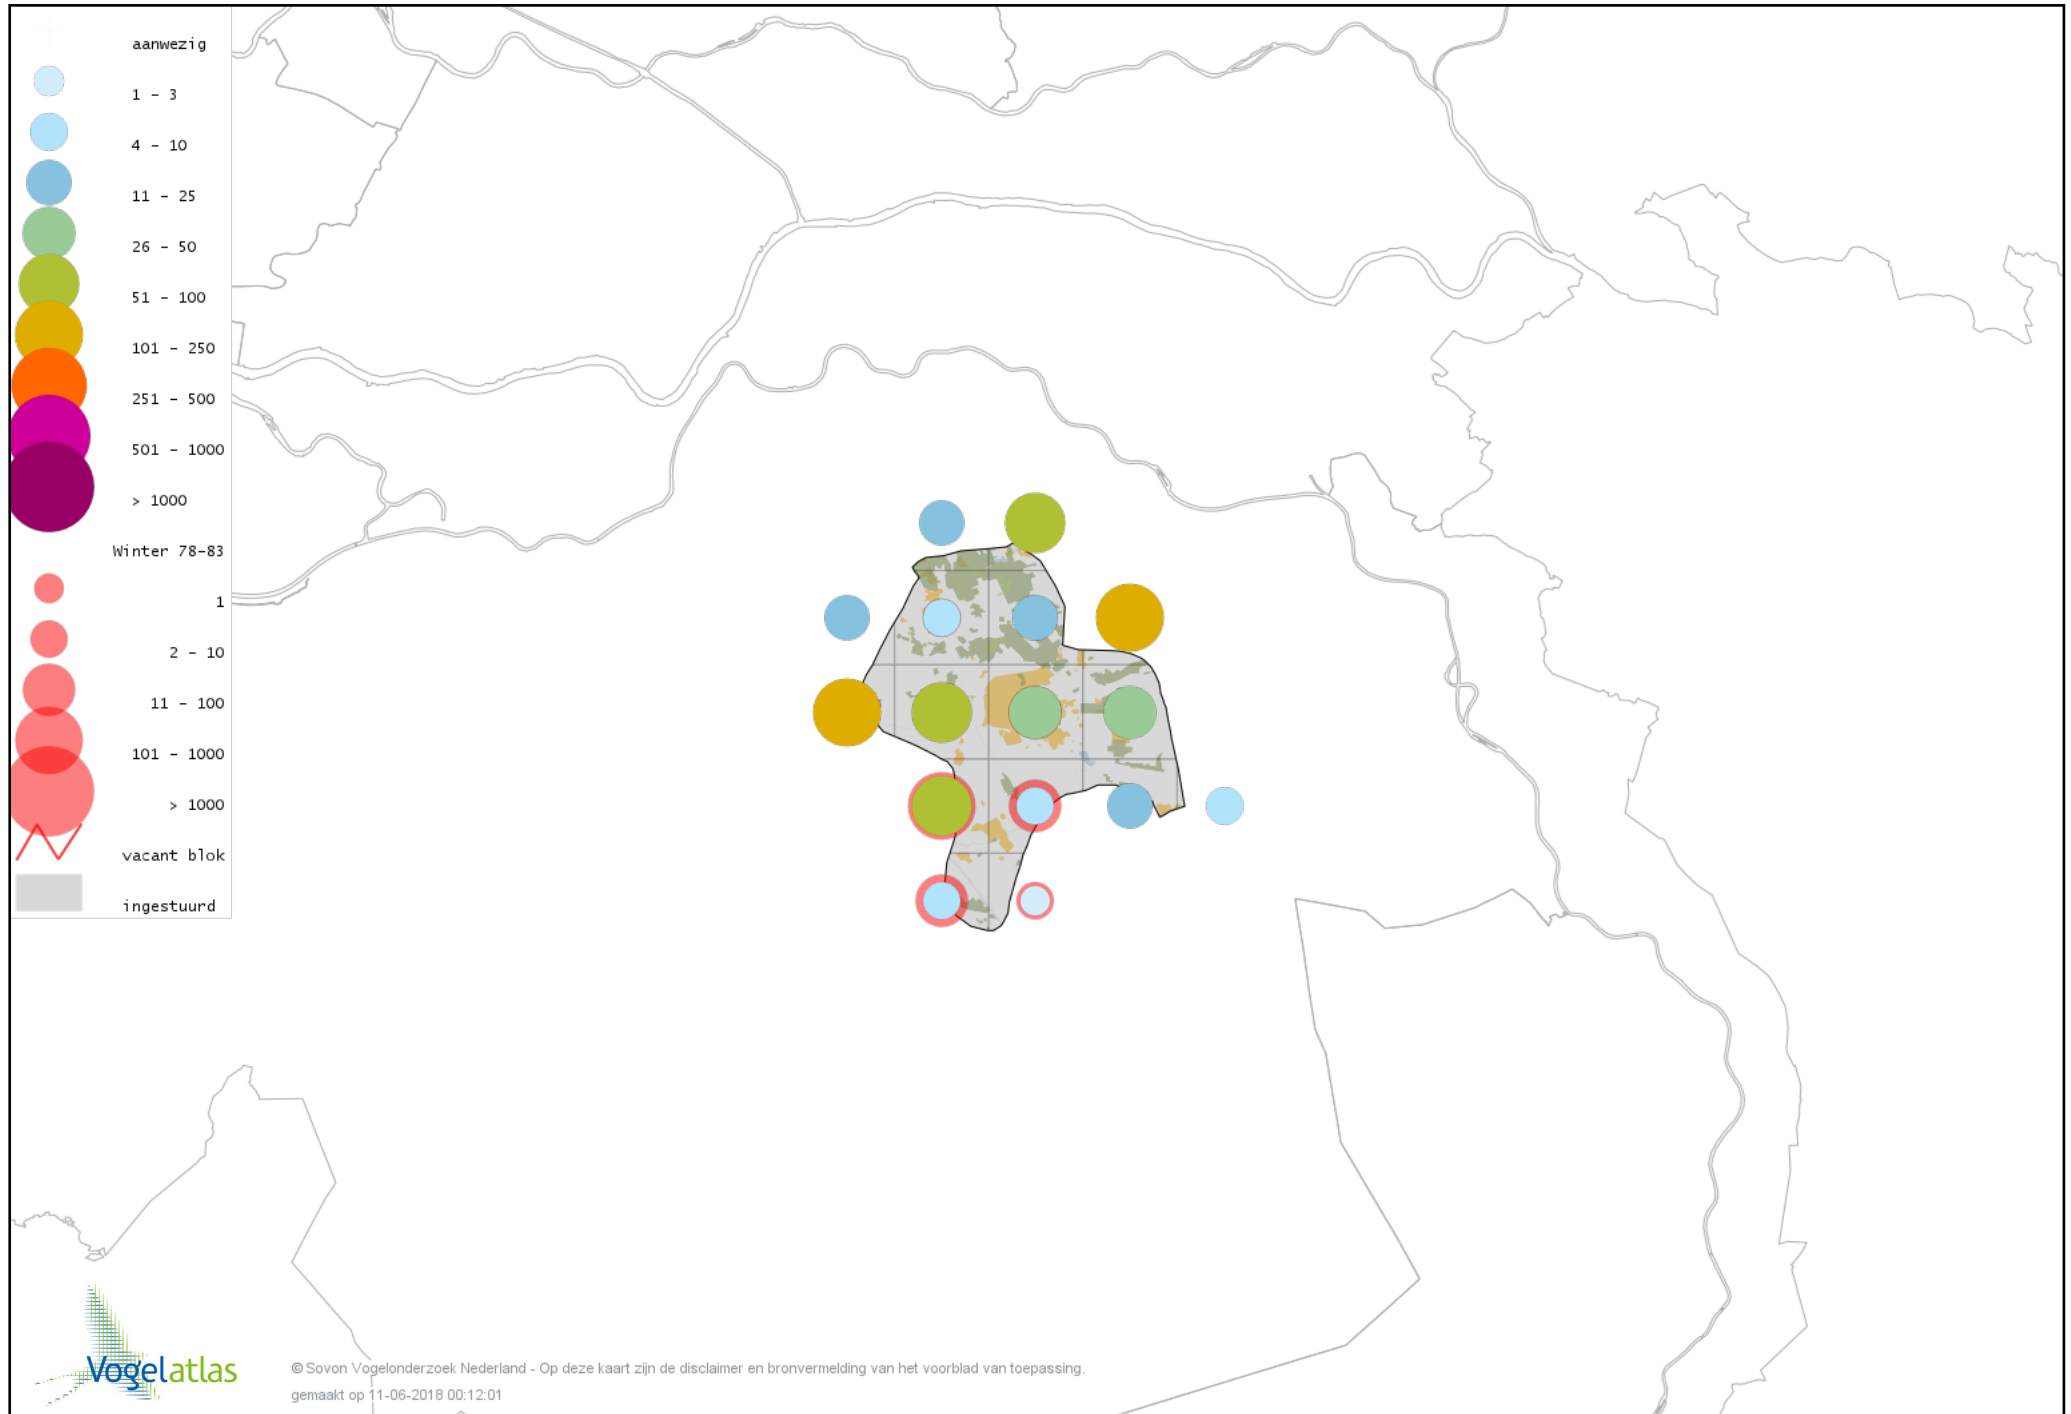 aanwezig
1 - 3
4 - 10
11 - 25
26 - 50
51 - 100
101 - 250
251 - 500
501 - 1000
> 1000
Winter 78-83
1
2 - 10
11 - 100
101 - 1000
> 1000
vacant blok
ingestuurd
Vogelatlas
© Sovon Vogelonderzoek Nederland - Op deze kaart zijn de disclaimer en bronvermelding van het voorblad van toepassing.
gemaakt op 11-06-2018 00:12:01